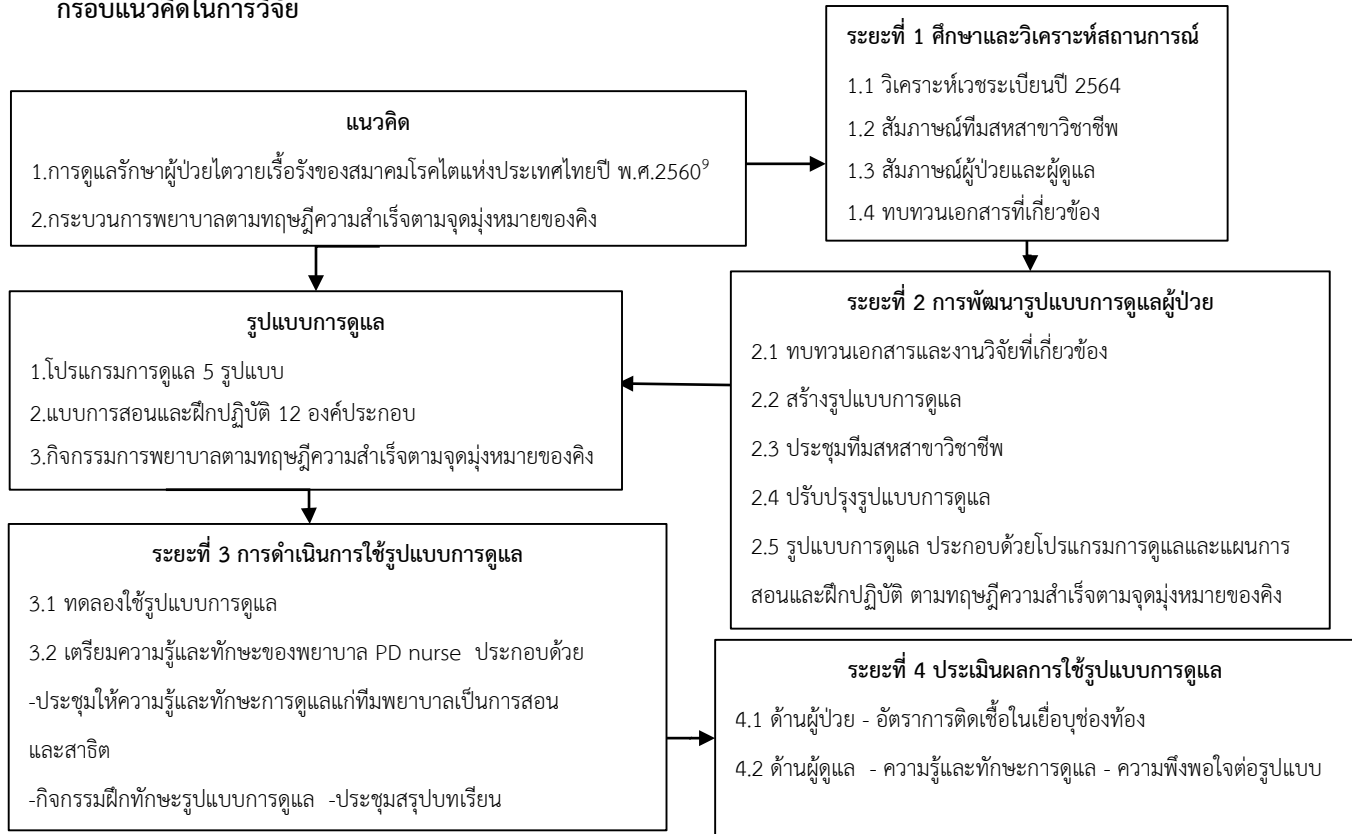 กรอบแนวคิดในการวิจัย
แนวคิด
1.การดูแลรักษาผู้ป่วยไตวายเรื้อรังของสมาคมโรคไตแห่งประเทศไทยปี พ.ศ.2560⁹
2.กระบวนการพยาบาลตามทฤษฎีความสำเร็จตามจุดมุ่งหมายของคิง
ระยะที่ 1 ศึกษาและวิเคราะห์สถานการณ์
1.1 วิเคราะห์เวชระเบียนปี 2564
1.2 สัมภาษณ์ทีมสหสาขาวิชาชีพ
1.3 สัมภาษณ์ผู้ป่วยและผู้ดูแล
1.4 ทบทวนเอกสารที่เกี่ยวข้อง
ระยะที่ 2 การพัฒนารูปแบบการดูแลผู้ป่วย
2.1 ทบทวนเอกสารและงานวิจัยที่เกี่ยวข้อง
2.2 สร้างรูปแบบการดูแล
2.3 ประชุมทีมสหสาขาวิชาชีพ
2.4 ปรับปรุงรูปแบบการดูแล
2.5 รูปแบบการดูแล ประกอบด้วยโปรแกรมการดูแลและแผนการ
สอนและฝึกปฏิบัติ ตามทฤษฎีความสำเร็จตามจุดมุ่งหมายของคิง
รูปแบบการดูแล
1.โปรแกรมการดูแล 5 รูปแบบ
2.แบบการสอนและฝึกปฏิบัติ 12 องค์ประกอบ
3.กิจกรรมการพยาบาลตามทฤษฎีความสำเร็จตามจุดมุ่งหมายของคิง
ระยะที่ 3 การดำเนินการใช้รูปแบบการดูแล
3.1 ทดลองใช้รูปแบบการดูแล
3.2 เตรียมความรู้และทักษะของพยาบาล PD nurse ประกอบด้วย
-ประชุมให้ความรู้และทักษะการดูแลแก่ทีมพยาบาลเป็นการสอน
และสาธิต
-กิจกรรมฝึกทักษะรูปแบบการดูแล -ประชุมสรุปบทเรียน
ระยะที่ 4 ประเมินผลการใช้รูปแบบการดูแล
4.1 ด้านผู้ป่วย - อัตราการติดเชื้อในเยื่อบุช่องท้อง
4.2 ด้านผู้ดูแล - ความรู้และทักษะการดูแล - ความพึงพอใจต่อรูปแบบ